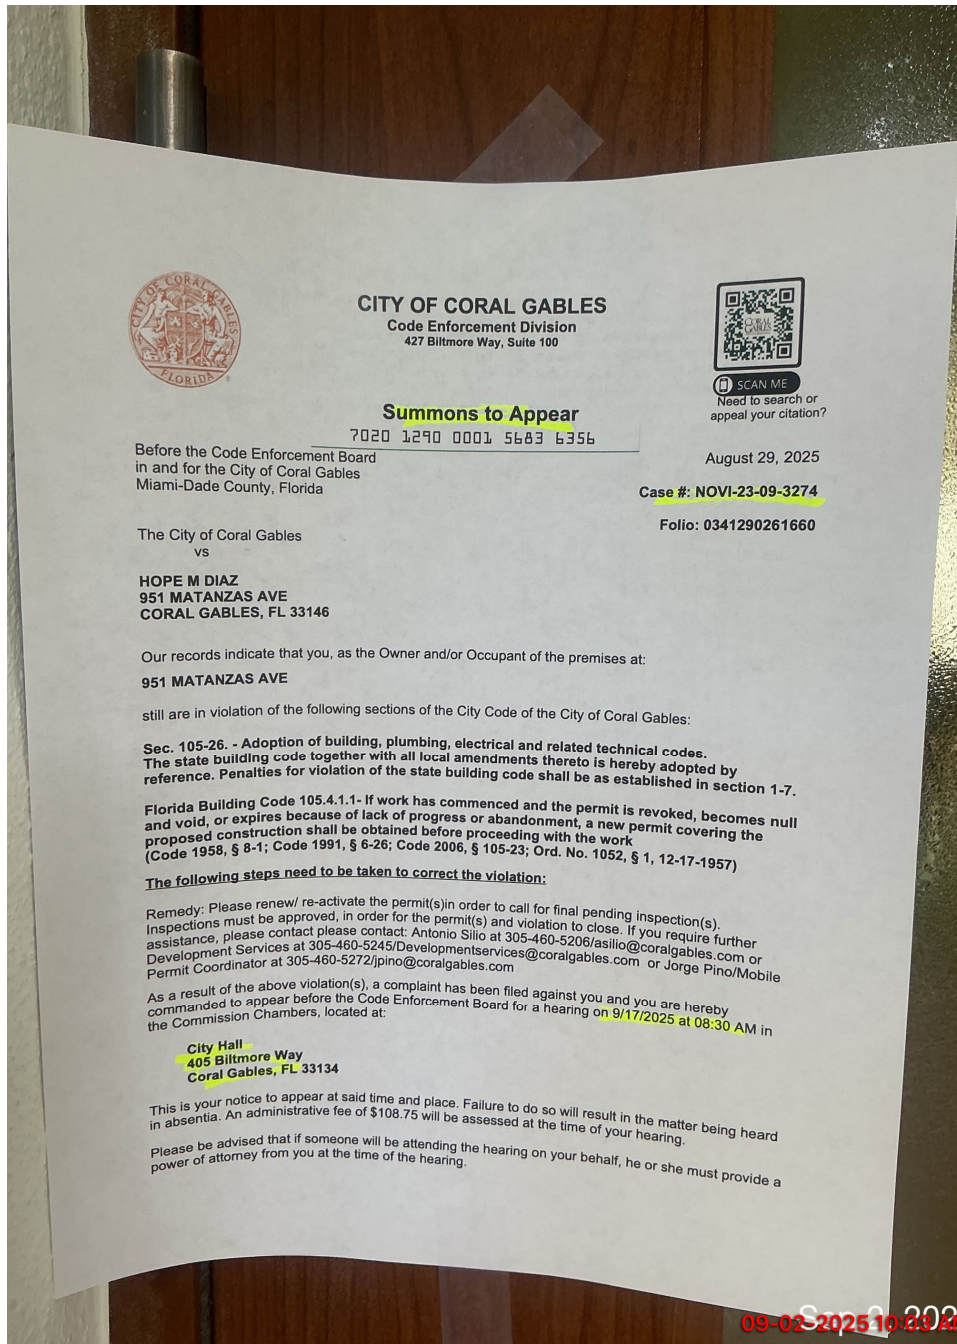 CITY OF CORAL GABLES
FLORIDA
CITY OF CORAL GABLES
Code Enforcement Division
427 Biltmore Way, Suite 100
CORAL GABLES
SCAN ME
Need to search or
appeal your citation?
Summons to Appear
7020 1290 0001 5683 6356
Before the Code Enforcement Board
in and for the City of Coral Gables
Miami-Dade County, Florida
August 29, 2025
Case #: NOVI-23-09-3274
Folio: 0341290261660
The City of Coral Gables
vs
HOPE M DIAZ
951 MATANZAS AVE
CORAL GABLES, FL 33146
Our records indicate that you, as the Owner and/or Occupant of the premises at:
951 MATANZAS AVE
still are in violation of the following sections of the City Code of the City of Coral Gables:
Sec. 105-26. - Adoption of building, plumbing, electrical and related technical codes.
The state building code together with all local amendments thereto is hereby adopted by
reference. Penalties for violation of the state building code shall be as established in section 1-7.
Florida Building Code 105.4.1.1- If work has commenced and the permit is revoked, becomes null
and void, or expires because of lack of progress or abandonment, a new permit covering the
proposed construction shall be obtained before proceeding with the work
(Code 1958, § 8-1; Code 1991, § 6-26; Code 2006, § 105-23; Ord. No. 1052, § 1, 12-17-1957)
The following steps need to be taken to correct the violation:
Remedy: Please renew/ re-activate the permit(s)in order to call for final pending inspection(s).
Inspections must be approved, in order for the permit(s) and violation to close. If you require further
assistance, please contact please contact: Antonio Silio at 305-460-5206/asilio@coralgables.com or
Development Services at 305-460-5245/Developmentservices@coralgables.com or Jorge Pino/Mobile
Permit Coordinator at 305-460-5272/jpino@coralgables.com
As a result of the above violation(s), a complaint has been filed against you and you are hereby
commanded to appear before the Code Enforcement Board for a hearing on 9/17/2025 at 08:30 AM in
the Commission Chambers, located at:
City Hall
405 Biltmore Way
Coral Gables, FL 33134
This is your notice to appear at said time and place. Failure to do so will result in the matter being heard
in absentia. An administrative fee of $108.75 will be assessed at the time of your hearing.
Please be advised that if someone will be attending the hearing on your behalf, he or she must provide a
power of attorney from you at the time of the hearing.
09-02-2025 10:03
Sep 2, 202